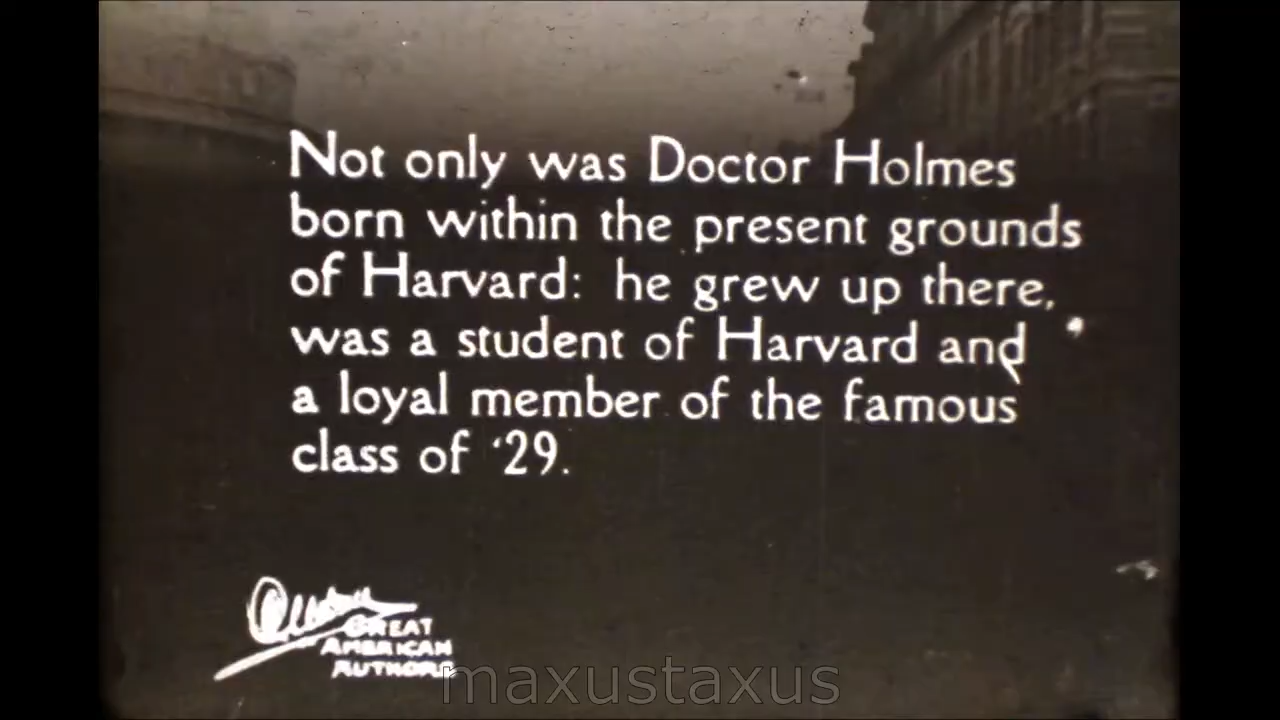 Not only was Doctor Holmes
born within the present grounds
of Harvard: he grew up there,
was a student of Harvard and
a loyal member of the famous
class of '29.
GREAT
AMERICAN
AUTHORS
maxustaxus